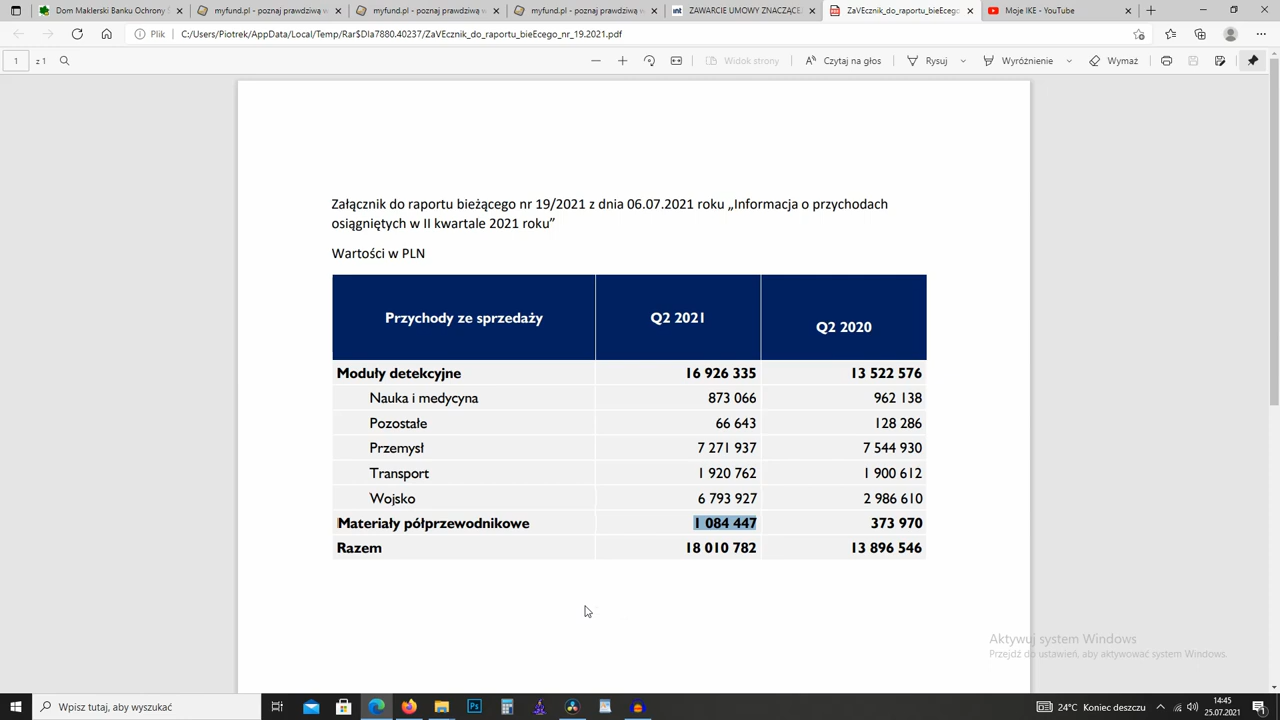 Dom Maklerski Banku Ochrony Ś
myfund.pl - poznaj prawdziwą w
myfund.pl - poznaj prawdziwą w
myfund.pl - poznaj prawdziwą w
int
ZAWARCIE UMOWY ZNACZĄCEJ
ZaVEcznik_do_raportu_bieEcego
Moje IKE - YouTube
Plik
C:/Users/Piotrek/AppData/Local/Temp/Rar$DIa7880.40237/ZaVEcznik_do_raportu_bieEcego_nr_19.2021.pdf
1 z 1
Widok strony
Czytaj na głos
Rysuj
Wyróżnienie
Wymaż
Załącznik do raportu bieżącego nr 19/2021 z dnia 06.07.2021 roku „Informacja o przychodach
osiągniętych w II kwartale 2021 roku”
Wartości w PLN
Przychody ze sprzedaży Q2 2021 Q2 2020
Moduły detekcyjne 16 926 335 13 522 576
Nauka i medycyna 873 066 962 138
Pozostałe 66 643 128 286
Przemysł 7 271 937 7 544 930
Transport 1 920 762 1 900 612
Wojsko 6 793 927 2 986 610
Materiały półprzewodnikowe 1 084 447 373 970
Razem 18 010 782 13 896 546
Aktywuj system Windows
Przejdź do ustawień, aby aktywować system Windows.
Wpisz tutaj, aby wyszukać
24°C Koniec deszczu
14:45
25.07.2021